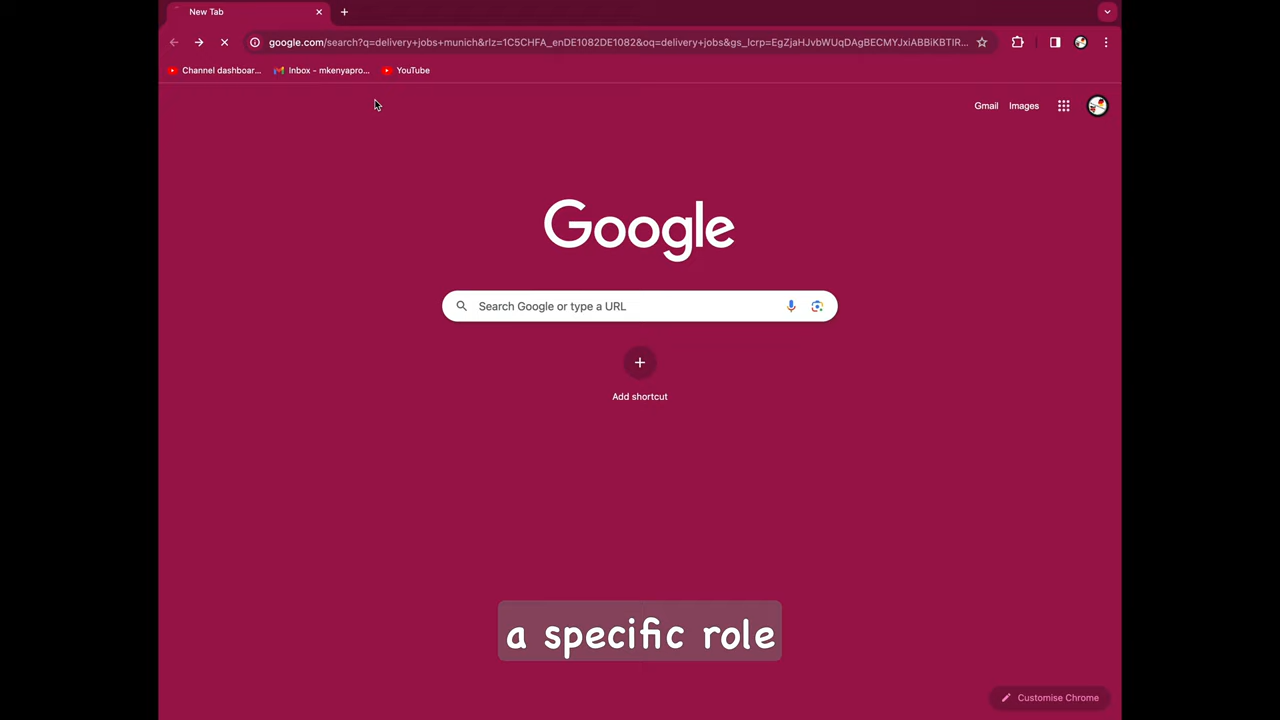 New Tab
google.com/search?q=delivery+jobs+munich&rlz=1C5CHFA_enDE1082DE1082&oq=delivery+jobs&gs_lcrp=EgZjaHJvbWUqDAgBECMYJxiABBiKBTIR...
Channel dashboar... Inbox - mkenyapro... YouTube
Gmail Images
Google
Search Google or type a URL
Add shortcut
a specific role
Customise Chrome